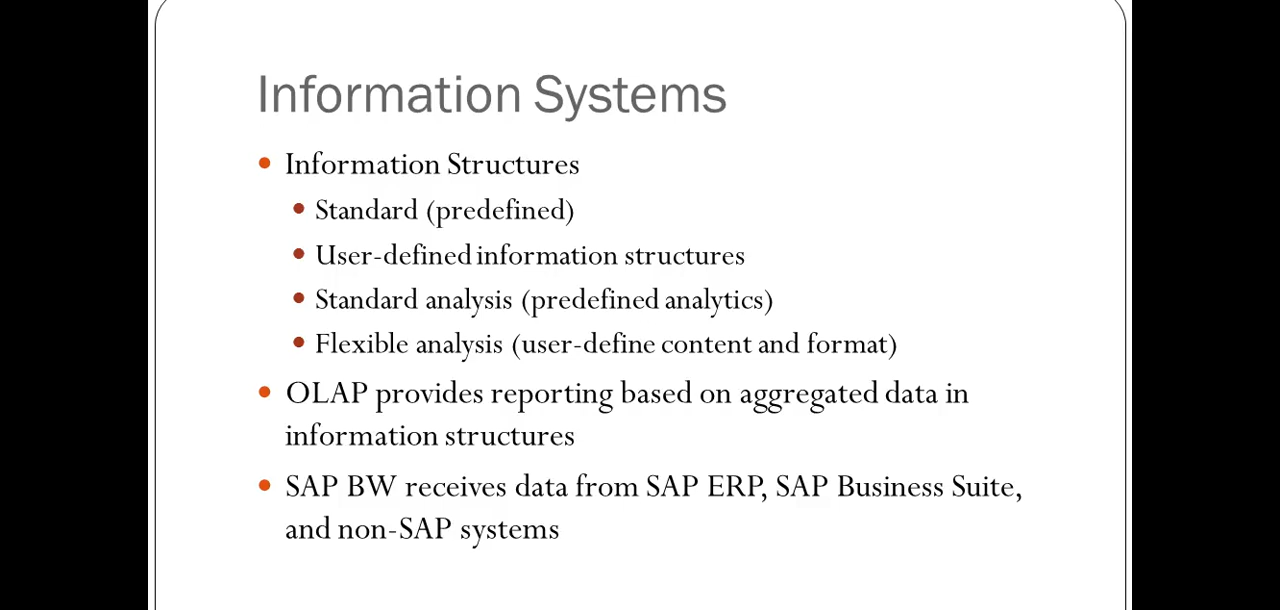 Information Systems
Information Structures
Standard (predefined)
User-defined information structures
Standard analysis (predefined analytics)
Flexible analysis (user-define content and format)
OLAP provides reporting based on aggregated data in
information structures
SAP BW receives data from SAP ERP, SAP Business Suite,
and non-SAP systems